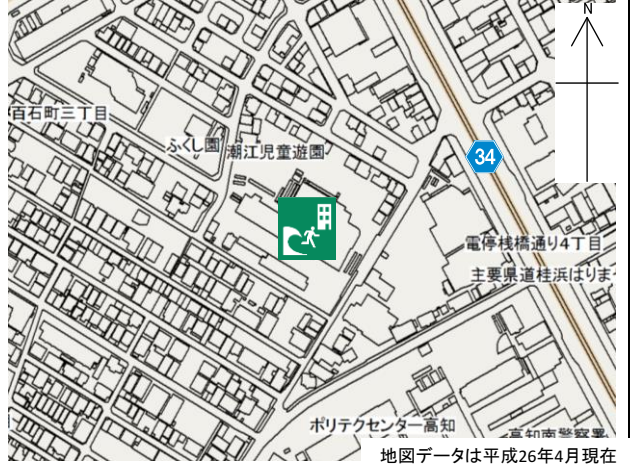 N
百石町三丁目
ふくし園
潮江児童遊園
34
電停桟橋通り4丁目
主要県道桂浜はりま
ポリテクセンター高知
高知南警察署
地図データは平成26年4月現在